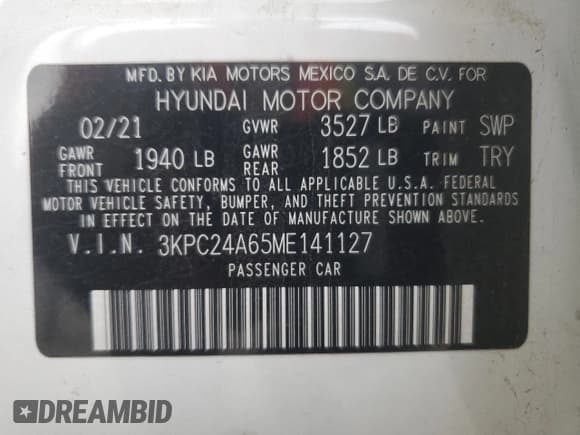 MFD. BY KIA MOTORS MEXICO S.A. DE C.V. FOR
HYUNDAI MOTOR COMPANY
02/21 GVWR 3527 LB PAINT SWP
GAWR FRONT 1940 LB GAWR REAR 1852 LB TRIM TRY
THIS VEHICLE CONFORMS TO ALL APPLICABLE U.S.A. FEDERAL
MOTOR VEHICLE SAFETY, BUMPER, AND THEFT PREVENTION STANDARDS
IN EFFECT ON THE DATE OF MANUFACTURE SHOWN ABOVE.
V.I.N. 3KPC24A65ME141127
PASSENGER CAR
DREAMBID